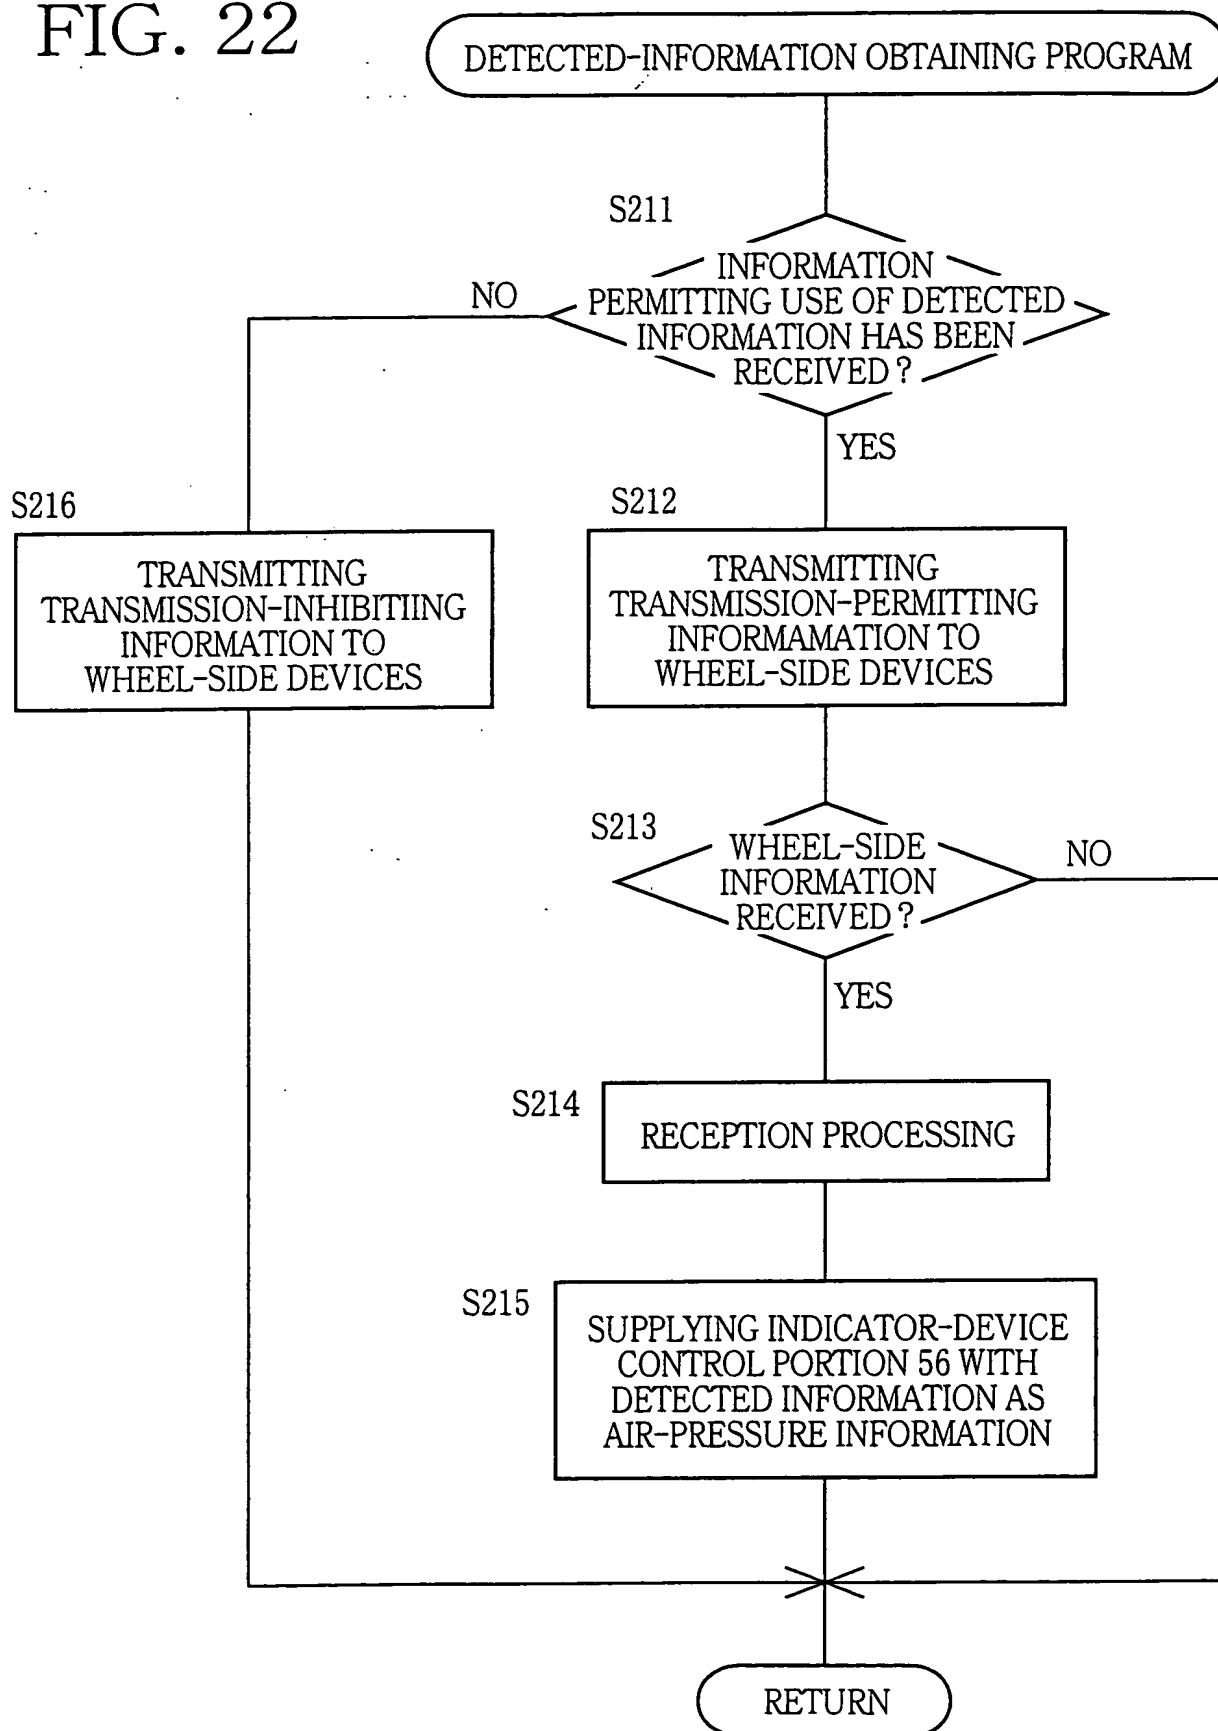 FIG. 22
DETECTED-INFORMATION OBTAINING PROGRAM
S211
INFORMATION
PERMITTING USE OF DETECTED
INFORMATION HAS BEEN
RECEIVED?
NO
YES
S216
TRANSMITTING
TRANSMISSION-INHIBITIING
INFORMATION TO
WHEEL-SIDE DEVICES
S212
TRANSMITTING
TRANSMISSION-PERMITTING
INFORMAMATION TO
WHEEL-SIDE DEVICES
S213
WHEEL-SIDE
INFORMATION
RECEIVED?
NO
YES
S214
RECEPTION PROCESSING
S215
SUPPLYING INDICATOR-DEVICE
CONTROL PORTION 56 WITH
DETECTED INFORMATION AS
AIR-PRESSURE INFORMATION
RETURN